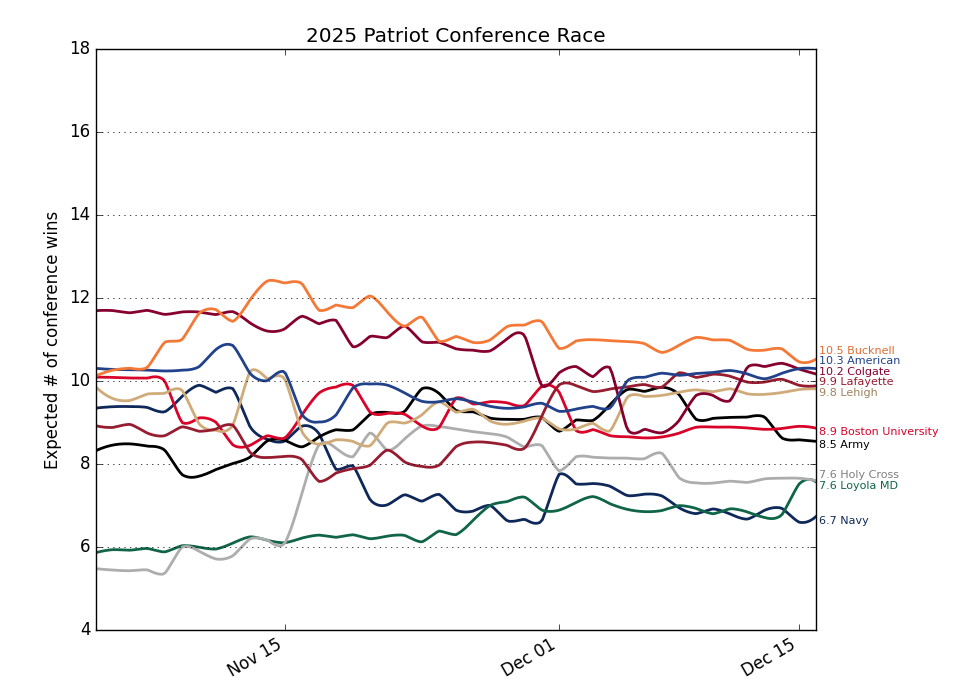 2025 Patriot Conference Race
Expected # of conference wins
18
16
14
12
10
8
6
4
Nov 15
Dec 01
Dec 15
10.5 Bucknell
10.3 American
10.2 Colgate
9.9 Lafayette
9.8 Lehigh
8.9 Boston University
8.5 Army
7.6 Holy Cross
7.6 Loyola MD
6.7 Navy